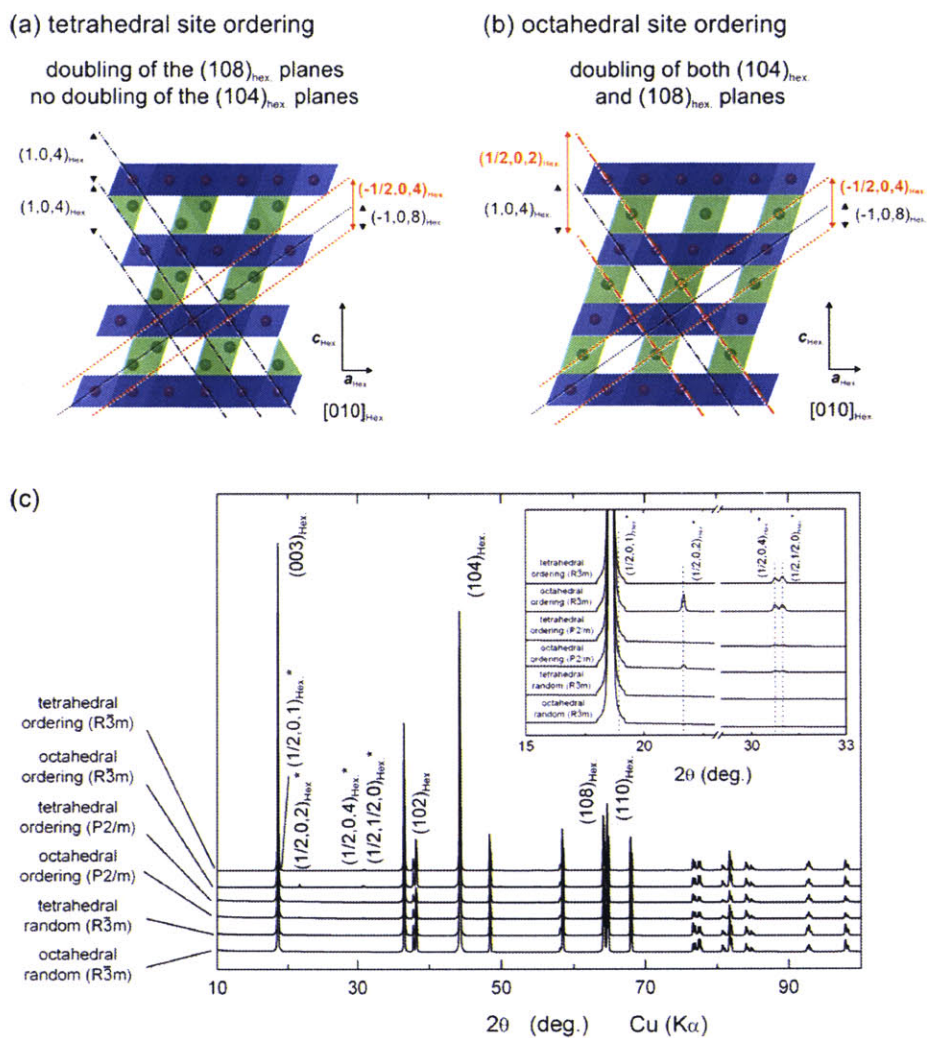 (a) tetrahedral site ordering
doubling of the (108)hex. planes
no doubling of the (104)hex planes
(1.0,4)Hex
(1,0,4)Hex
(-1/2,0,4)Hex
(-1,0,8)Hex
cHex
aHex
[010]Hex
(b) octahedral site ordering
doubling of both (104)hex.
and (108)hex. planes
(1/2,0,2)Hex.
(1,0,4)Hex.
(-1/2,0,4)Hex.
(-1,0,8)Hex.
cHex.
aHex
[010]Hex
(c)
(003)Hex.
(1/2,0,1)Hex.*
(1/2,0,2)Hex*
(1/2,0,4)Hex.*
(1/2,1/2,0)Hex.*
(102)Hex
(104)Hex.
(108)Hex.
(110)Hex.
tetrahedral
ordering (R3̅m)
octahedral
ordering (R3̅m)
tetrahedral
ordering (P2/m)
octahedral
ordering (P2/m)
tetrahedral
random (R3̅m)
octahedral
random (R3̅m)
10 30 50 70 90
2θ (deg.) Cu (Kα)
(1/2,0,1)Hex.*
(1/2,0,2)Hex.*
(1/2,0,4)Hex.*
(1/2,1/2,0)Hex.*
tetrahedral
ordering (R3̅m)
octahedral
ordering (R3̅m)
tetrahedral
ordering (P2/m)
octahedral
ordering (P2/m)
tetrahedral
random (R3̅m)
octahedral
random (R3̅m)
15 20 30 33
2θ (deg.)